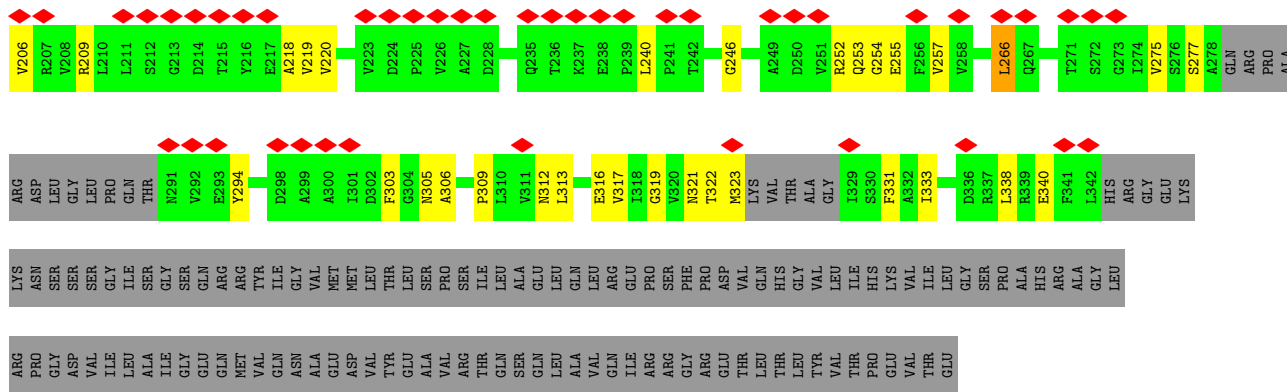 V206 R207 V208 R209 L210 L211 S212 G213 D214 T215 Y216 E217 A218 V219 V220 V223 D224 P225 V226 A227 D228 Q235 T236 K237 E238 P239 L240 P241 T242 G246 A249 D250 V251 R252 Q253 G254 E255 F256 V257 V258 L266 Q267 T271 S272 G273 I274 V275 S276 S277 A278 GLN ARG PRO ALA
ARG ASP LEU GLY LEU PRO GLN THR N291 V292 E293 Y294 D298 A299 A300 I301 D302 F303 G304 N305 A306 P309 L310 V311 N312 L313 E316 V317 I318 G319 V320 N321 T322 M323 LYS VAL THR ALA GLY I329 S330 F331 A332 I333 D336 R337 L338 R339 E340 F341 L342 HIS ARG GLY GLU LYS
LYS ASN SER SER SER GLY ILE SER GLY SER GLN ARG ARG TYR ILE GLY VAL MET MET LEU THR LEU SER PRO SER ILE LEU ALA GLU LEU GLN LEU ARG GLU PRO SER PHE PRO ASP VAL GLN HIS GLY VAL LEU ILE HIS LYS VAL ILE LEU GLY SER PRO ALA HIS ARG ALA GLY LEU
ARG PRO GLY ASP VAL ILE LEU ALA ILE GLY GLU GLN MET VAL GLN ASN ALA GLU ASP VAL TYR GLU ALA VAL ARG THR GLN SER GLN LEU ALA VAL GLN ILE ARG ARG GLY ARG GLU THR LEU THR LEU TYR VAL THR PRO GLU VAL THR GLU